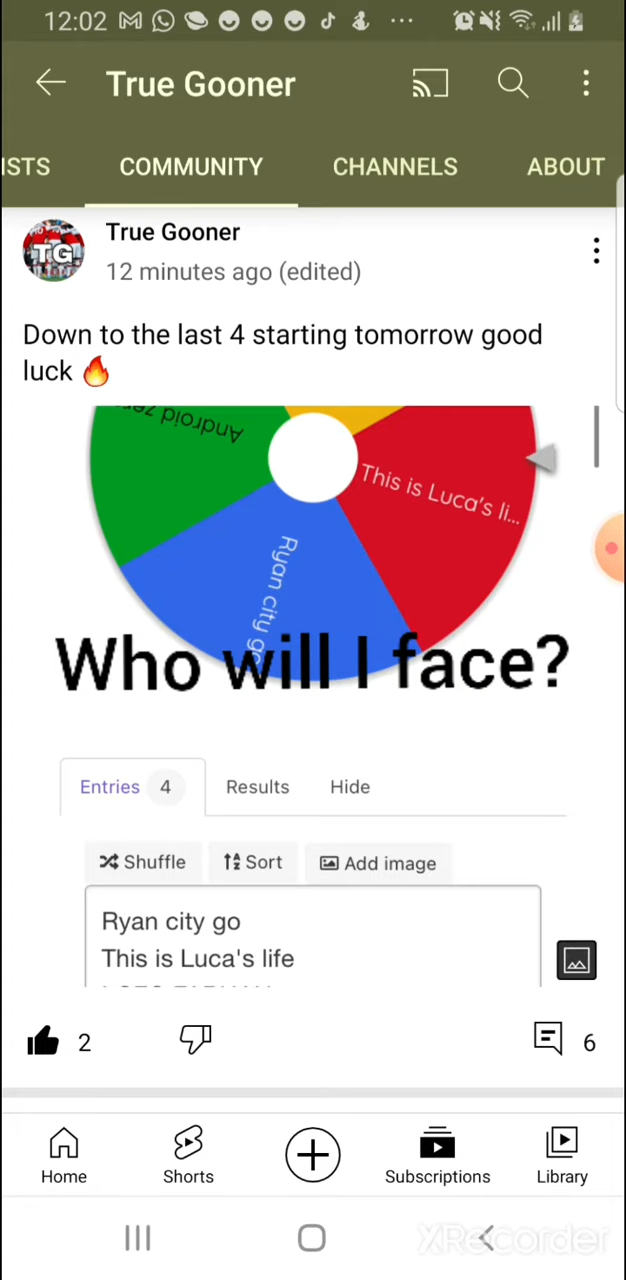 12:02
True Gooner
ISTS COMMUNITY CHANNELS ABOUT
TG
True Gooner
12 minutes ago (edited)
Down to the last 4 starting tomorrow good
luck 🔥
Android
This is Luca's li...
Ryan city go
Who will I face?
Entries 4 Results Hide
Shuffle Sort Add image
Ryan city go
This is Luca's life
2 6
Home Shorts Subscriptions Library
XRecorder